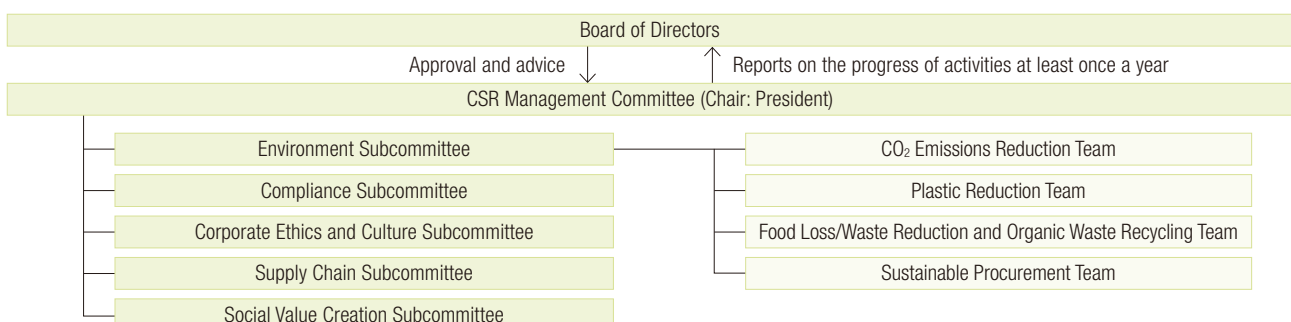 Board of Directors
Approval and advice
Reports on the progress of activities at least once a year
CSR Management Committee (Chair: President)
Environment Subcommittee
CO₂ Emissions Reduction Team
Compliance Subcommittee
Plastic Reduction Team
Corporate Ethics and Culture Subcommittee
Food Loss/Waste Reduction and Organic Waste Recycling Team
Supply Chain Subcommittee
Sustainable Procurement Team
Social Value Creation Subcommittee